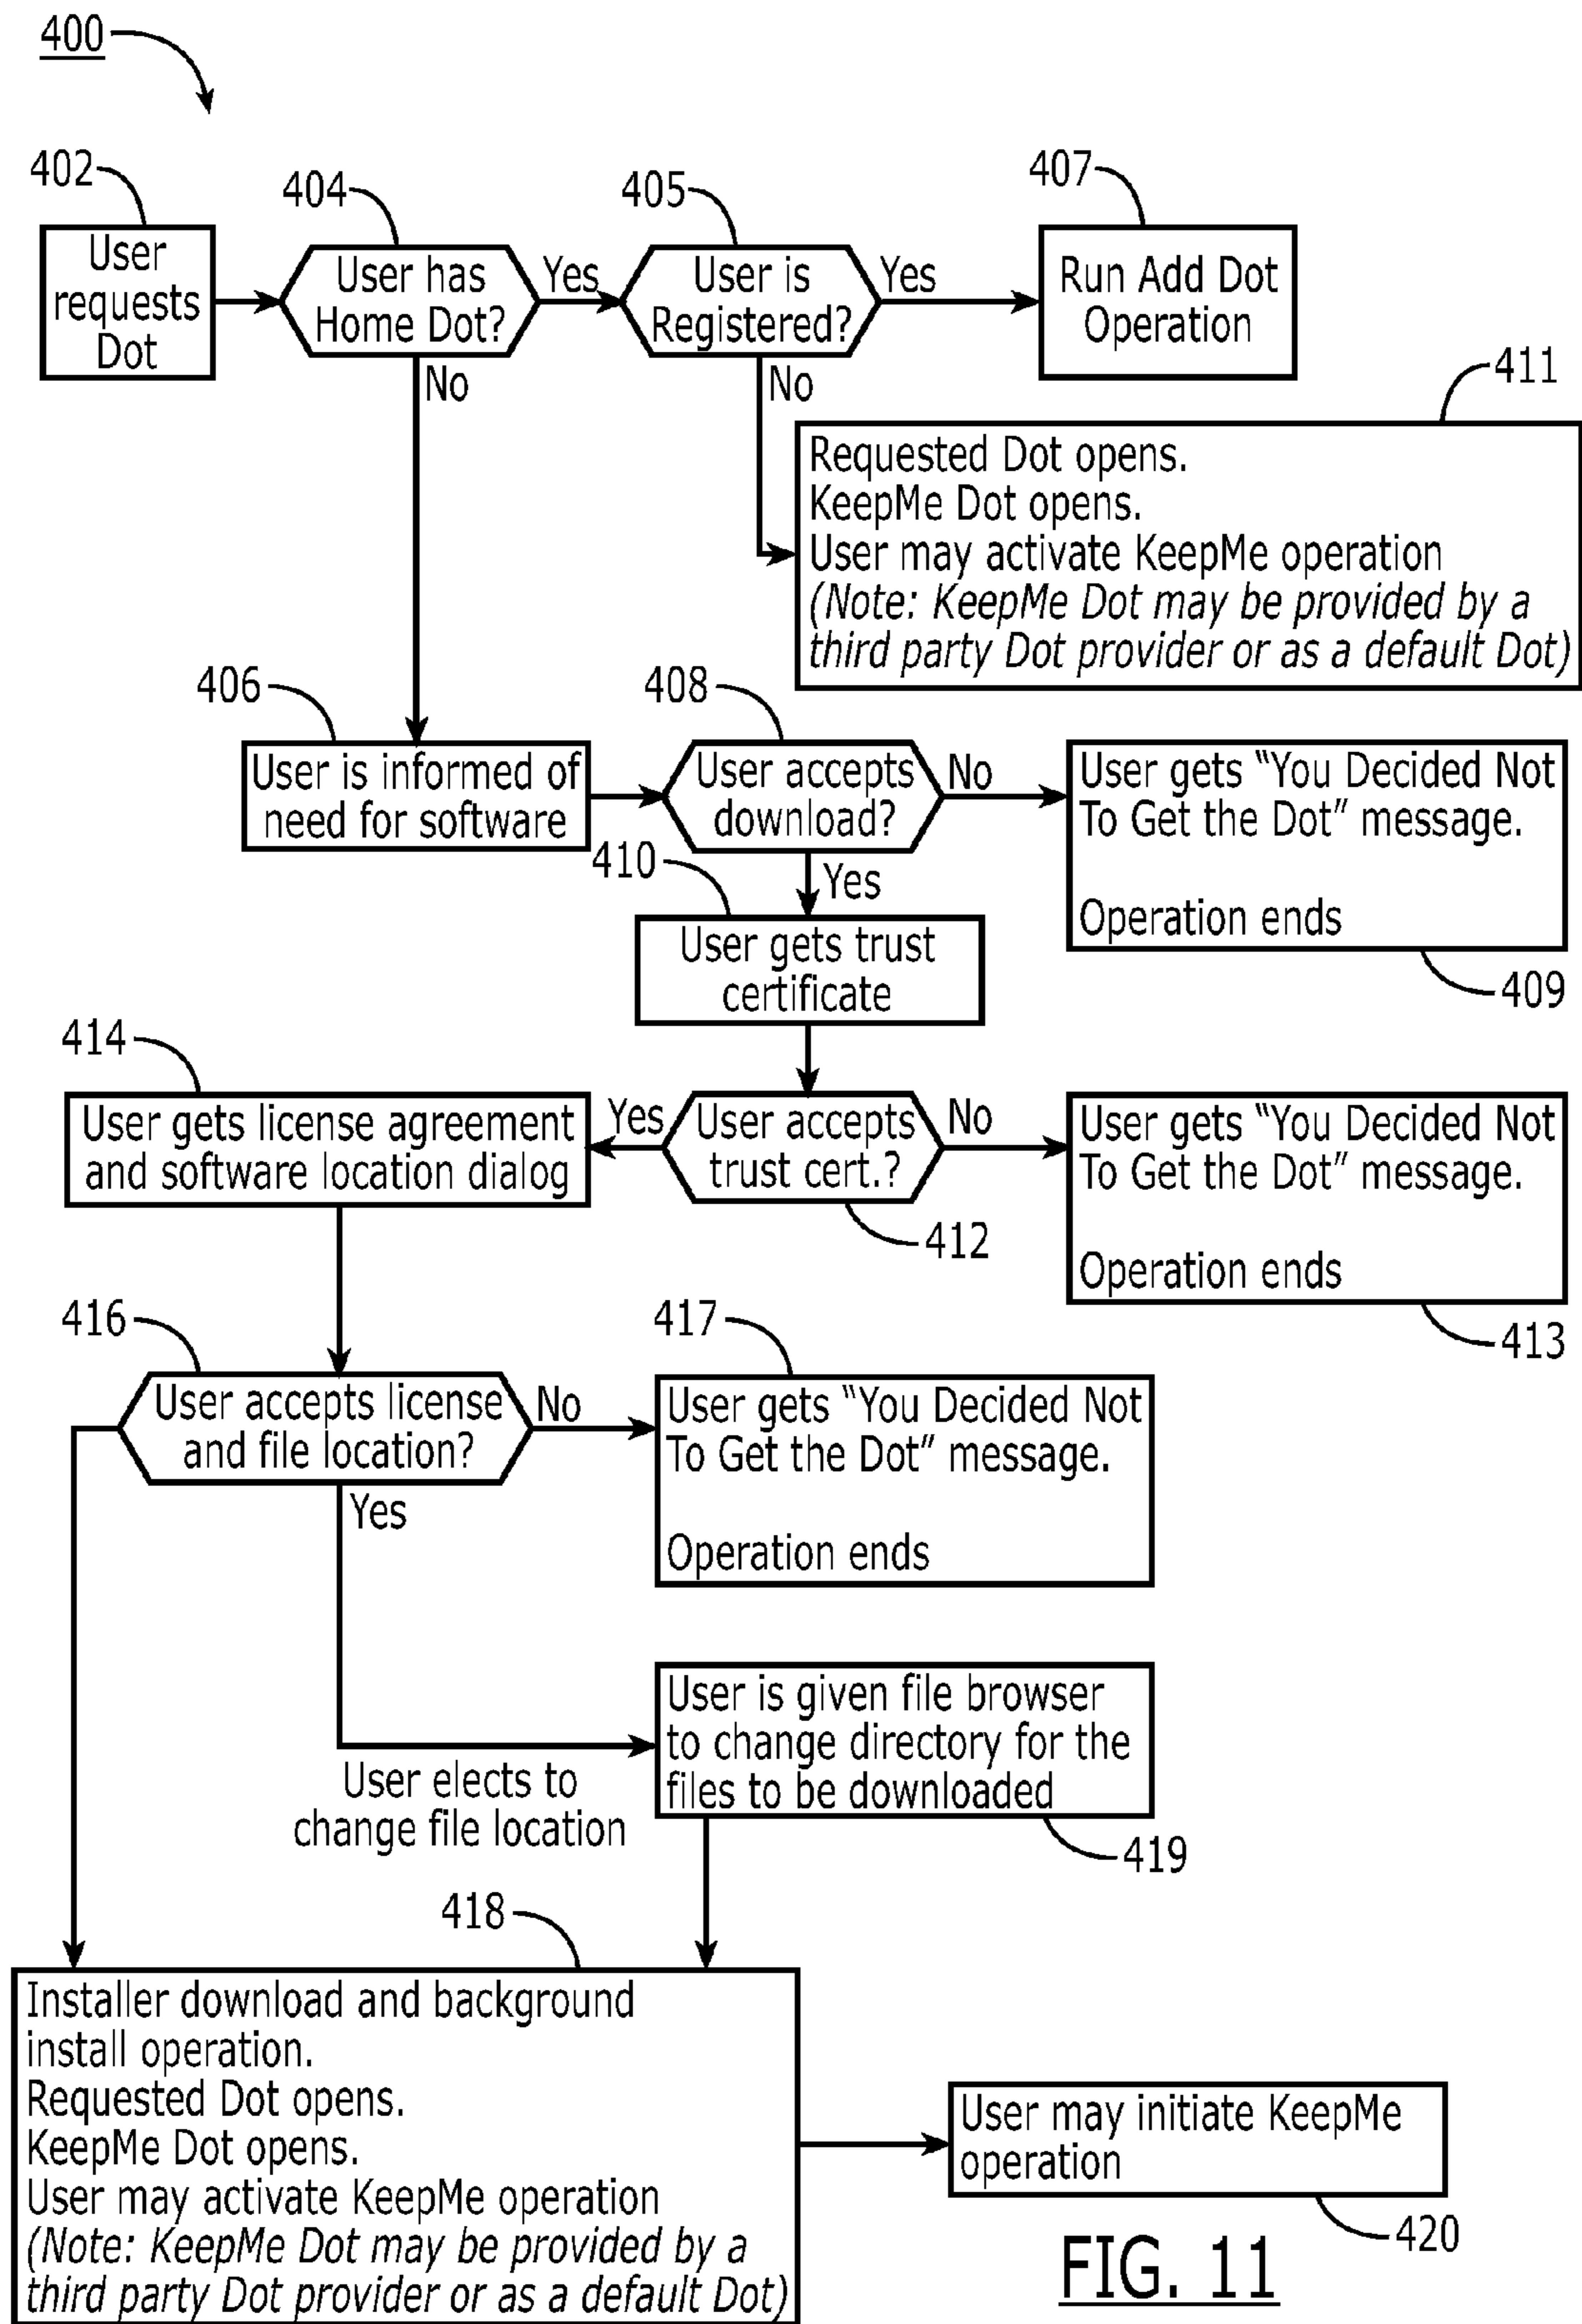 400
402
404
405
407
User
requests
Dot
User has
Home Dot?
Yes
User is
Registered?
Yes
Run Add Dot
Operation
No
No
411
Requested Dot opens.
KeepMe Dot opens.
User may activate KeepMe operation
(Note: KeepMe Dot may be provided by a
third party Dot provider or as a default Dot)
406
408
User is informed of
need for software
User accepts
download?
No
User gets “You Decided Not
To Get the Dot” message.
Operation ends
409
410
Yes
User gets trust
certificate
414
User gets license agreement
and software location dialog
Yes
User accepts
trust cert.?
412
No
User gets “You Decided Not
To Get the Dot” message.
Operation ends
413
416
User accepts license
and file location?
No
417
User gets “You Decided Not
To Get the Dot” message.
Operation ends
Yes
User elects to
change file location
User is given file browser
to change directory for the
files to be downloaded
419
418
Installer download and background
install operation.
Requested Dot opens.
KeepMe Dot opens.
User may activate KeepMe operation
(Note: KeepMe Dot may be provided by a
third party Dot provider or as a default Dot)
User may initiate KeepMe
operation
420
FIG. 11